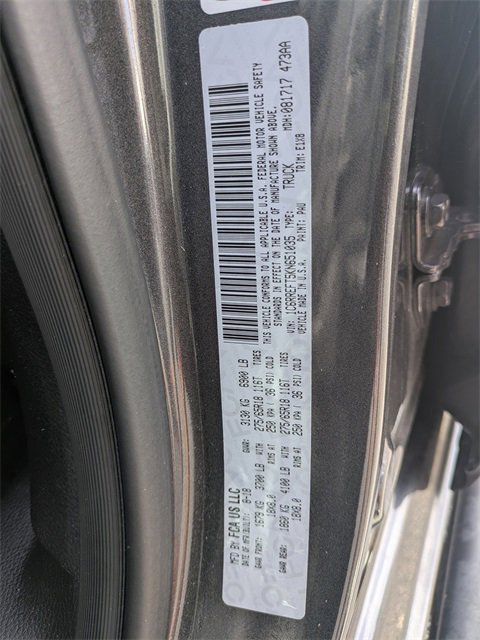 MFD BY: FCA US LLC
DATE OF MFR(BUILT): 8-18 GVWR: 3130 KG 6900 LB
GAWR FRONT: 1679 KG 3700 LB WITH 275/65R18 116T TIRES
18X8.0 RIMS AT 250 KPA ( 36 PSI) COLD
GAWR REAR: 1860 KG 4100 LB WITH 275/65R18 116T TIRES
18X8.0 RIMS AT 250 KPA ( 36 PSI) COLD
THIS VEHICLE CONFORMS TO ALL APPLICABLE U.S.A. FEDERAL MOTOR VEHICLE SAFETY
STANDARDS IN EFFECT ON THE DATE OF MANUFACTURE SHOWN ABOVE.
VIN: 1C6RREFT5KN651035 TYPE: TRUCK MDH: 081717 473AA
MADE IN U.S.A. PAINT: PAU TRIM: E1X8